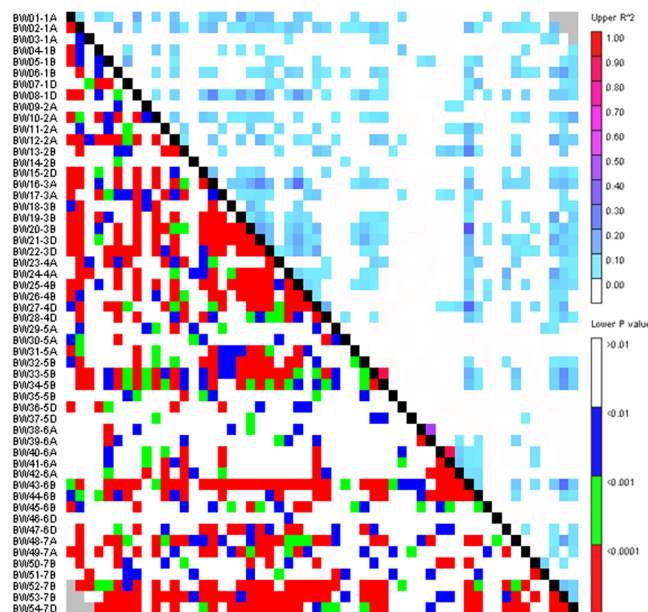 BW01-1A
BW02-1A
BW03-1A
BW04-1B
BW05-1B
BW06-1B
BW07-1D
BW08-1D
BW09-2A
BW10-2A
BW11-2A
BW12-2A
BW13-2B
BW14-2B
BW15-2D
BW16-3A
BW17-3A
BW18-3B
BW19-3B
BW20-3B
BW21-3D
BW22-3D
BW23-4A
BW24-4A
BW25-4B
BW26-4B
BW27-4D
BW28-4D
BW29-5A
BW30-5A
BW31-5A
BW32-5B
BW33-5B
BW34-5B
BW35-5B
BW36-5D
BW37-5D
BW38-6A
BW39-6A
BW40-6A
BW41-6A
BW42-6A
BW43-6B
BW44-6B
BW45-6B
BW46-6D
BW47-6D
BW48-7A
BW49-7A
BW50-7B
BW51-7B
BW52-7B
BW53-7B
BW54-7D
Upper R^2
1.00
0.90
0.80
0.70
0.60
0.50
0.40
0.30
0.20
0.10
0.00
Lower P value
>0.01
<0.01
<0.001
<0.0001